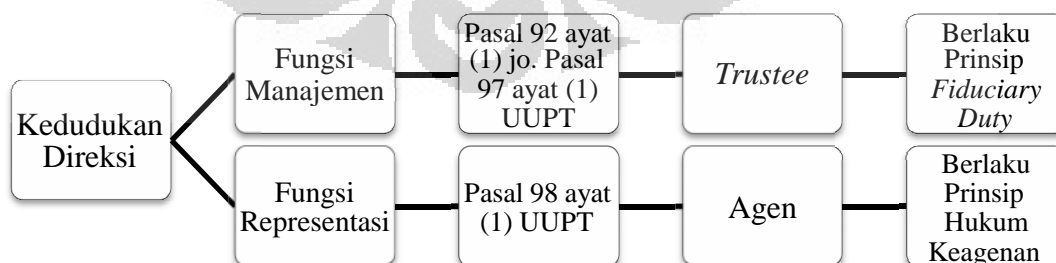 Kedudukan
Direksi
Fungsi
Manajemen
Pasal 92 ayat
(1) jo. Pasal
97 ayat (1)
UUPT
Trustee
Berlaku
Prinsip
Fiduciary
Duty
Fungsi
Representasi
Pasal 98 ayat
(1) UUPT
Agen
Berlaku
Prinsip
Hukum
Keagenan